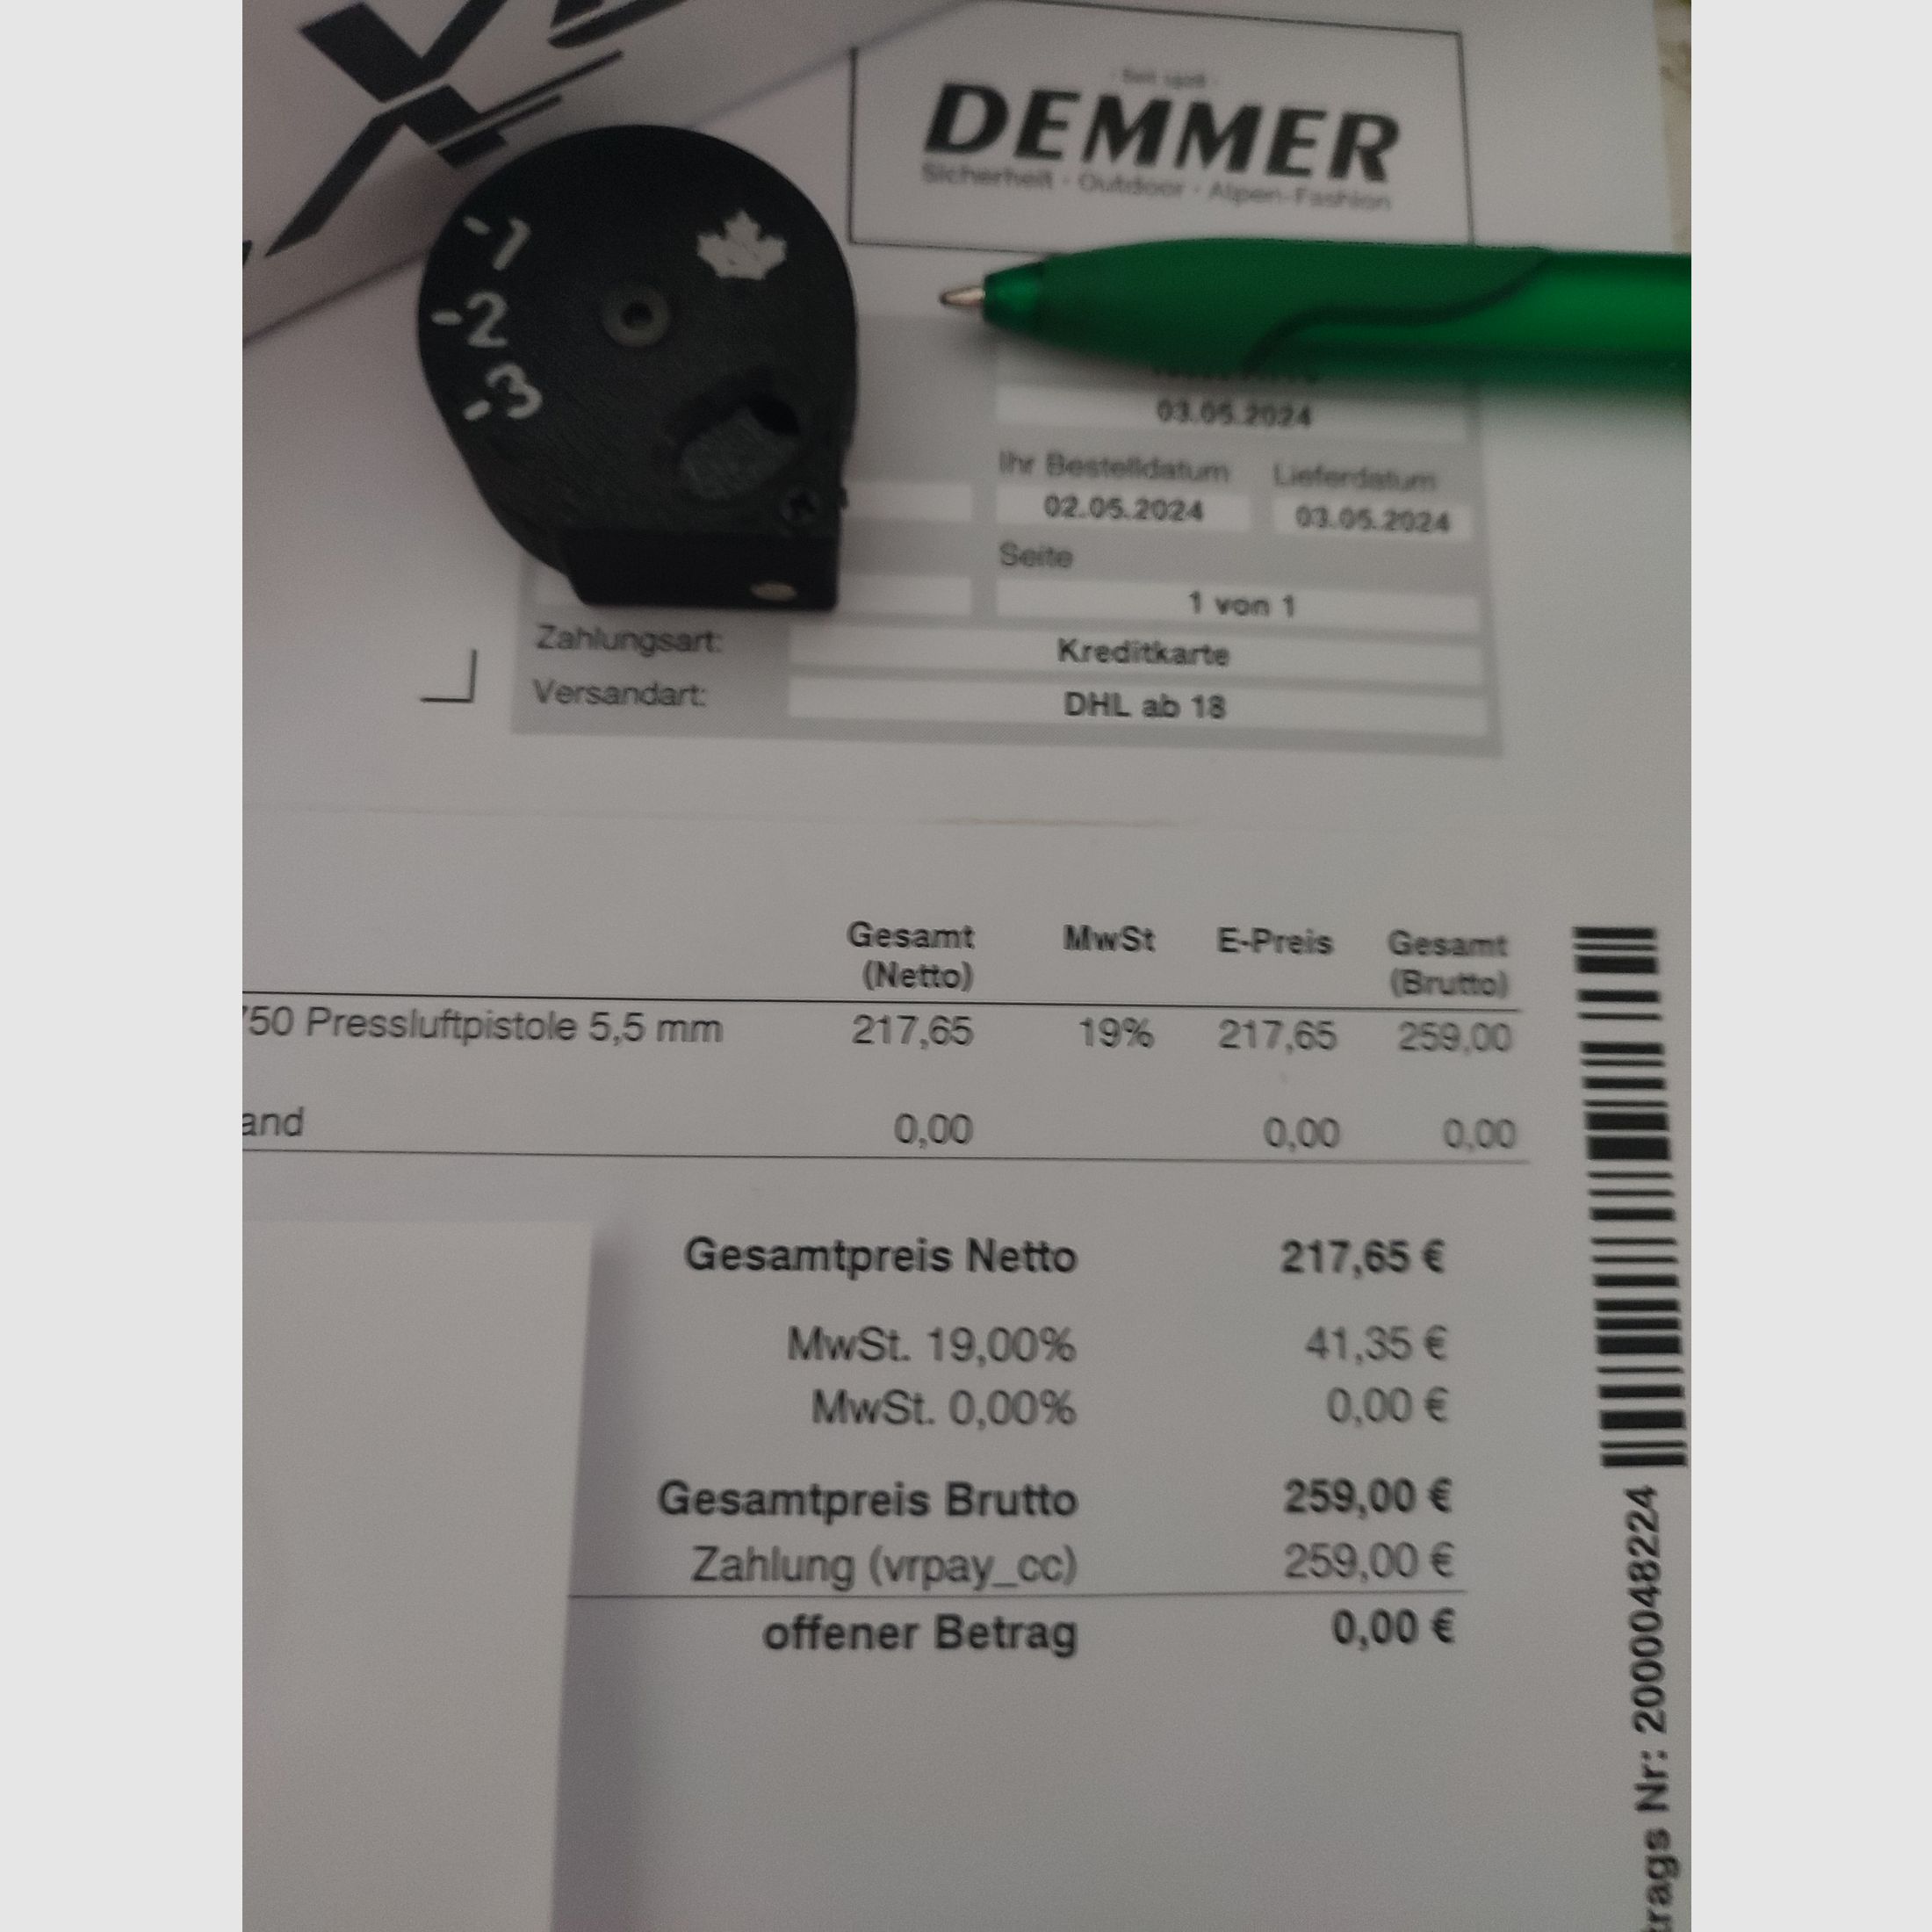 Seit
DEMMER
Sicherheit · Outdoor · Alpen-Fashion
-1
-2
-3
03.05.2024
Ihr Bestelldatum Lieferdatum
02.05.2024 03.05.2024
Seite
1 von 1
Zahlungsart: Kreditkarte
Versandart: DHL ab 18
Gesamt (Netto) MwSt E-Preis Gesamt (Brutto)
750 Pressluftpistole 5,5 mm 217,65 19% 217,65 259,00
and 0,00 0,00 0,00
Gesamtpreis Netto 217,65 €
MwSt. 19,00% 41,35 €
MwSt. 0,00% 0,00 €
Gesamtpreis Brutto 259,00 €
Zahlung (vrpay_cc) 259,00 €
offener Betrag 0,00 €
trags Nr: 2000048224